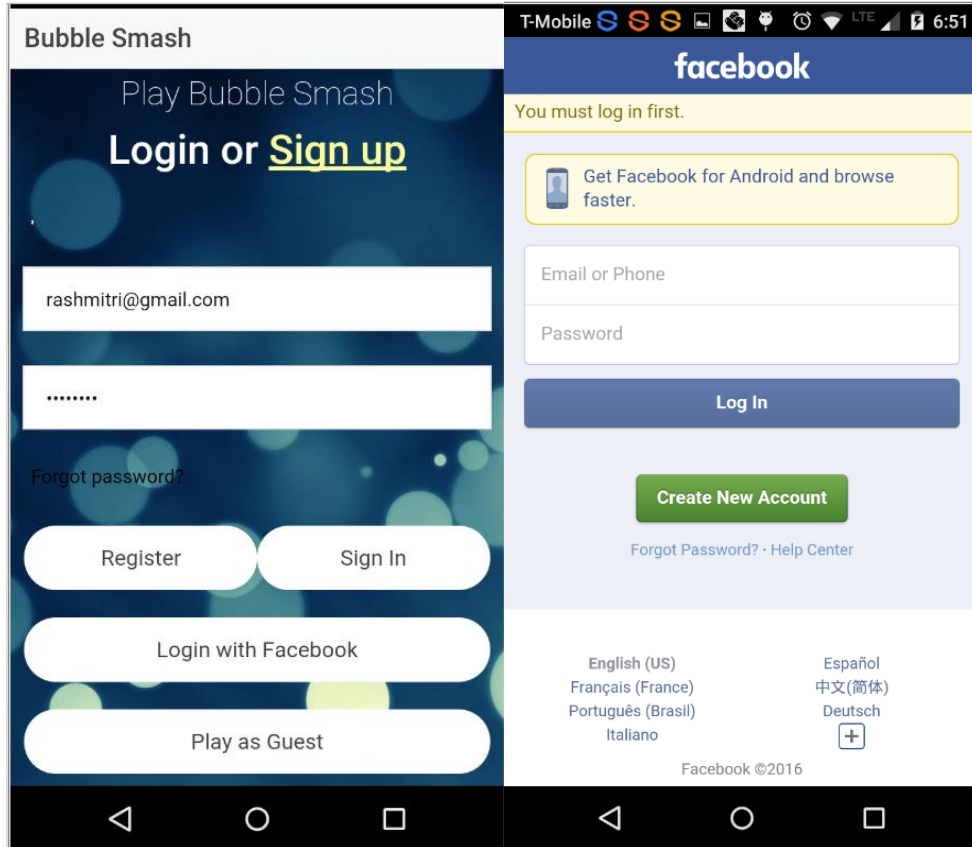 Bubble Smash
Play Bubble Smash
Login or Sign up
rashmitri@gmail.com
••••••••
Forgot password?
Register
Sign In
Login with Facebook
Play as Guest
T-Mobile LTE 6:51
facebook
You must log in first.
Get Facebook for Android and browse
faster.
Email or Phone
Password
Log In
Create New Account
Forgot Password? · Help Center
English (US)
Español
Français (France)
中文(简体)
Português (Brasil)
Deutsch
Italiano
Facebook ©2016